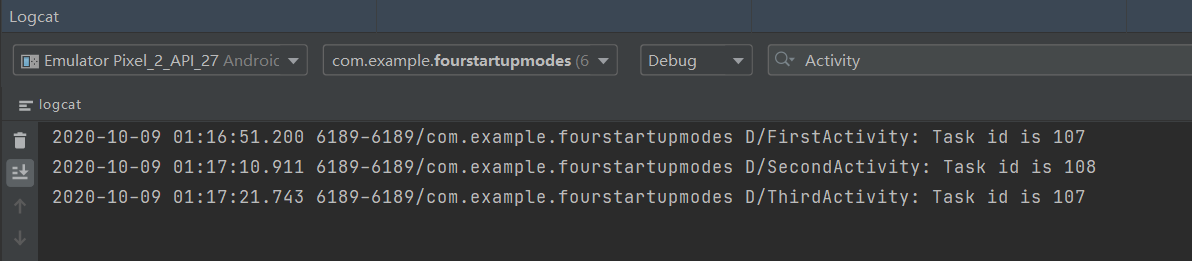 Logcat
Emulator Pixel_2_API_27 Android
com.example.fourstartupmodes (6
Debug
Activity
logcat
2020-10-09 01:16:51.200 6189-6189/com.example.fourstartupmodes D/FirstActivity: Task id is 107
2020-10-09 01:17:10.911 6189-6189/com.example.fourstartupmodes D/SecondActivity: Task id is 108
2020-10-09 01:17:21.743 6189-6189/com.example.fourstartupmodes D/ThirdActivity: Task id is 107